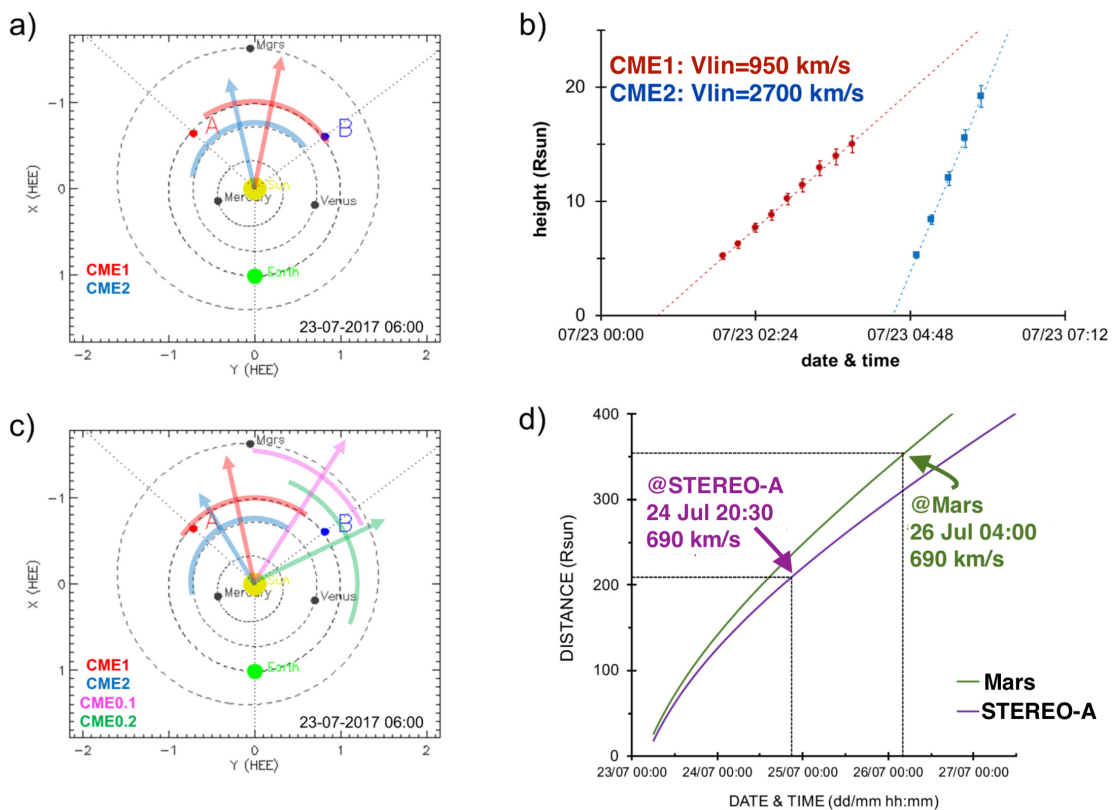 a)
Mars
A
B
Sun
Mercury
Venus
Earth
CME1
CME2
23-07-2017 06:00
X (HEE)
-1
0
1
-2
-1
0
1
2
Y (HEE)
b)
CME1: Vlin=950 km/s
CME2: Vlin=2700 km/s
height (Rsun)
20
10
0
07/23 00:00
07/23 02:24
07/23 04:48
07/23 07:12
date & time
c)
Mars
A
B
Sun
Mercury
Venus
Earth
CME1
CME2
CME0.1
CME0.2
23-07-2017 06:00
X (HEE)
-1
0
1
-2
-1
0
1
2
Y (HEE)
d)
DISTANCE (Rsun)
400
300
200
100
0
@STEREO-A
24 Jul 20:30
690 km/s
@Mars
26 Jul 04:00
690 km/s
Mars
STEREO-A
23/07 00:00
24/07 00:00
25/07 00:00
26/07 00:00
27/07 00:00
DATE & TIME (dd/mm hh:mm)